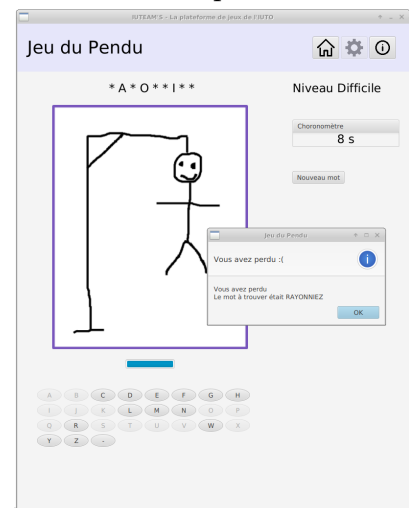 IUTEAM'S - La plateforme de jeux de l'IUTO
Jeu du Pendu
* A * O * * I * *
Niveau Difficile
Choronomètre
8 s
Nouveau mot
Jeu du Pendu
Vous avez perdu :(
Vous avez perdu
Le mot à trouver était RAYONNIEZ
OK
A B C D E F G H
I J K L M N O P
Q R S T U V W X
Y Z -